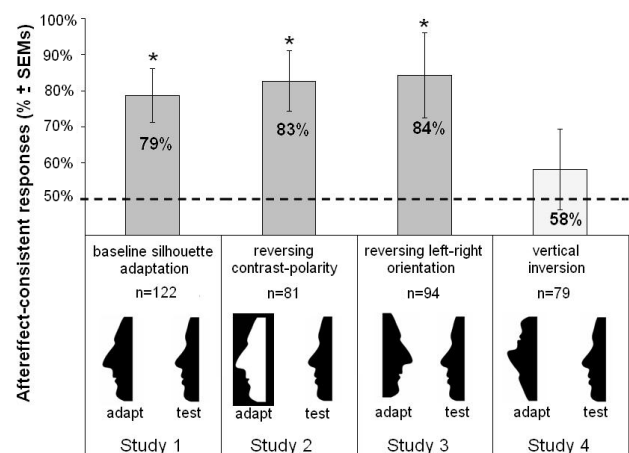 Aftereffect-consistent responses (% ± SEMs)
100%
90%
80%
70%
60%
50%
*
*
*
79%
83%
84%
58%
baseline silhouette
adaptation
n=122
adapt
test
Study 1
reversing
contrast-polarity
n=81
adapt
test
Study 2
reversing left-right
orientation
n=94
adapt
test
Study 3
vertical
inversion
n=79
adapt
test
Study 4